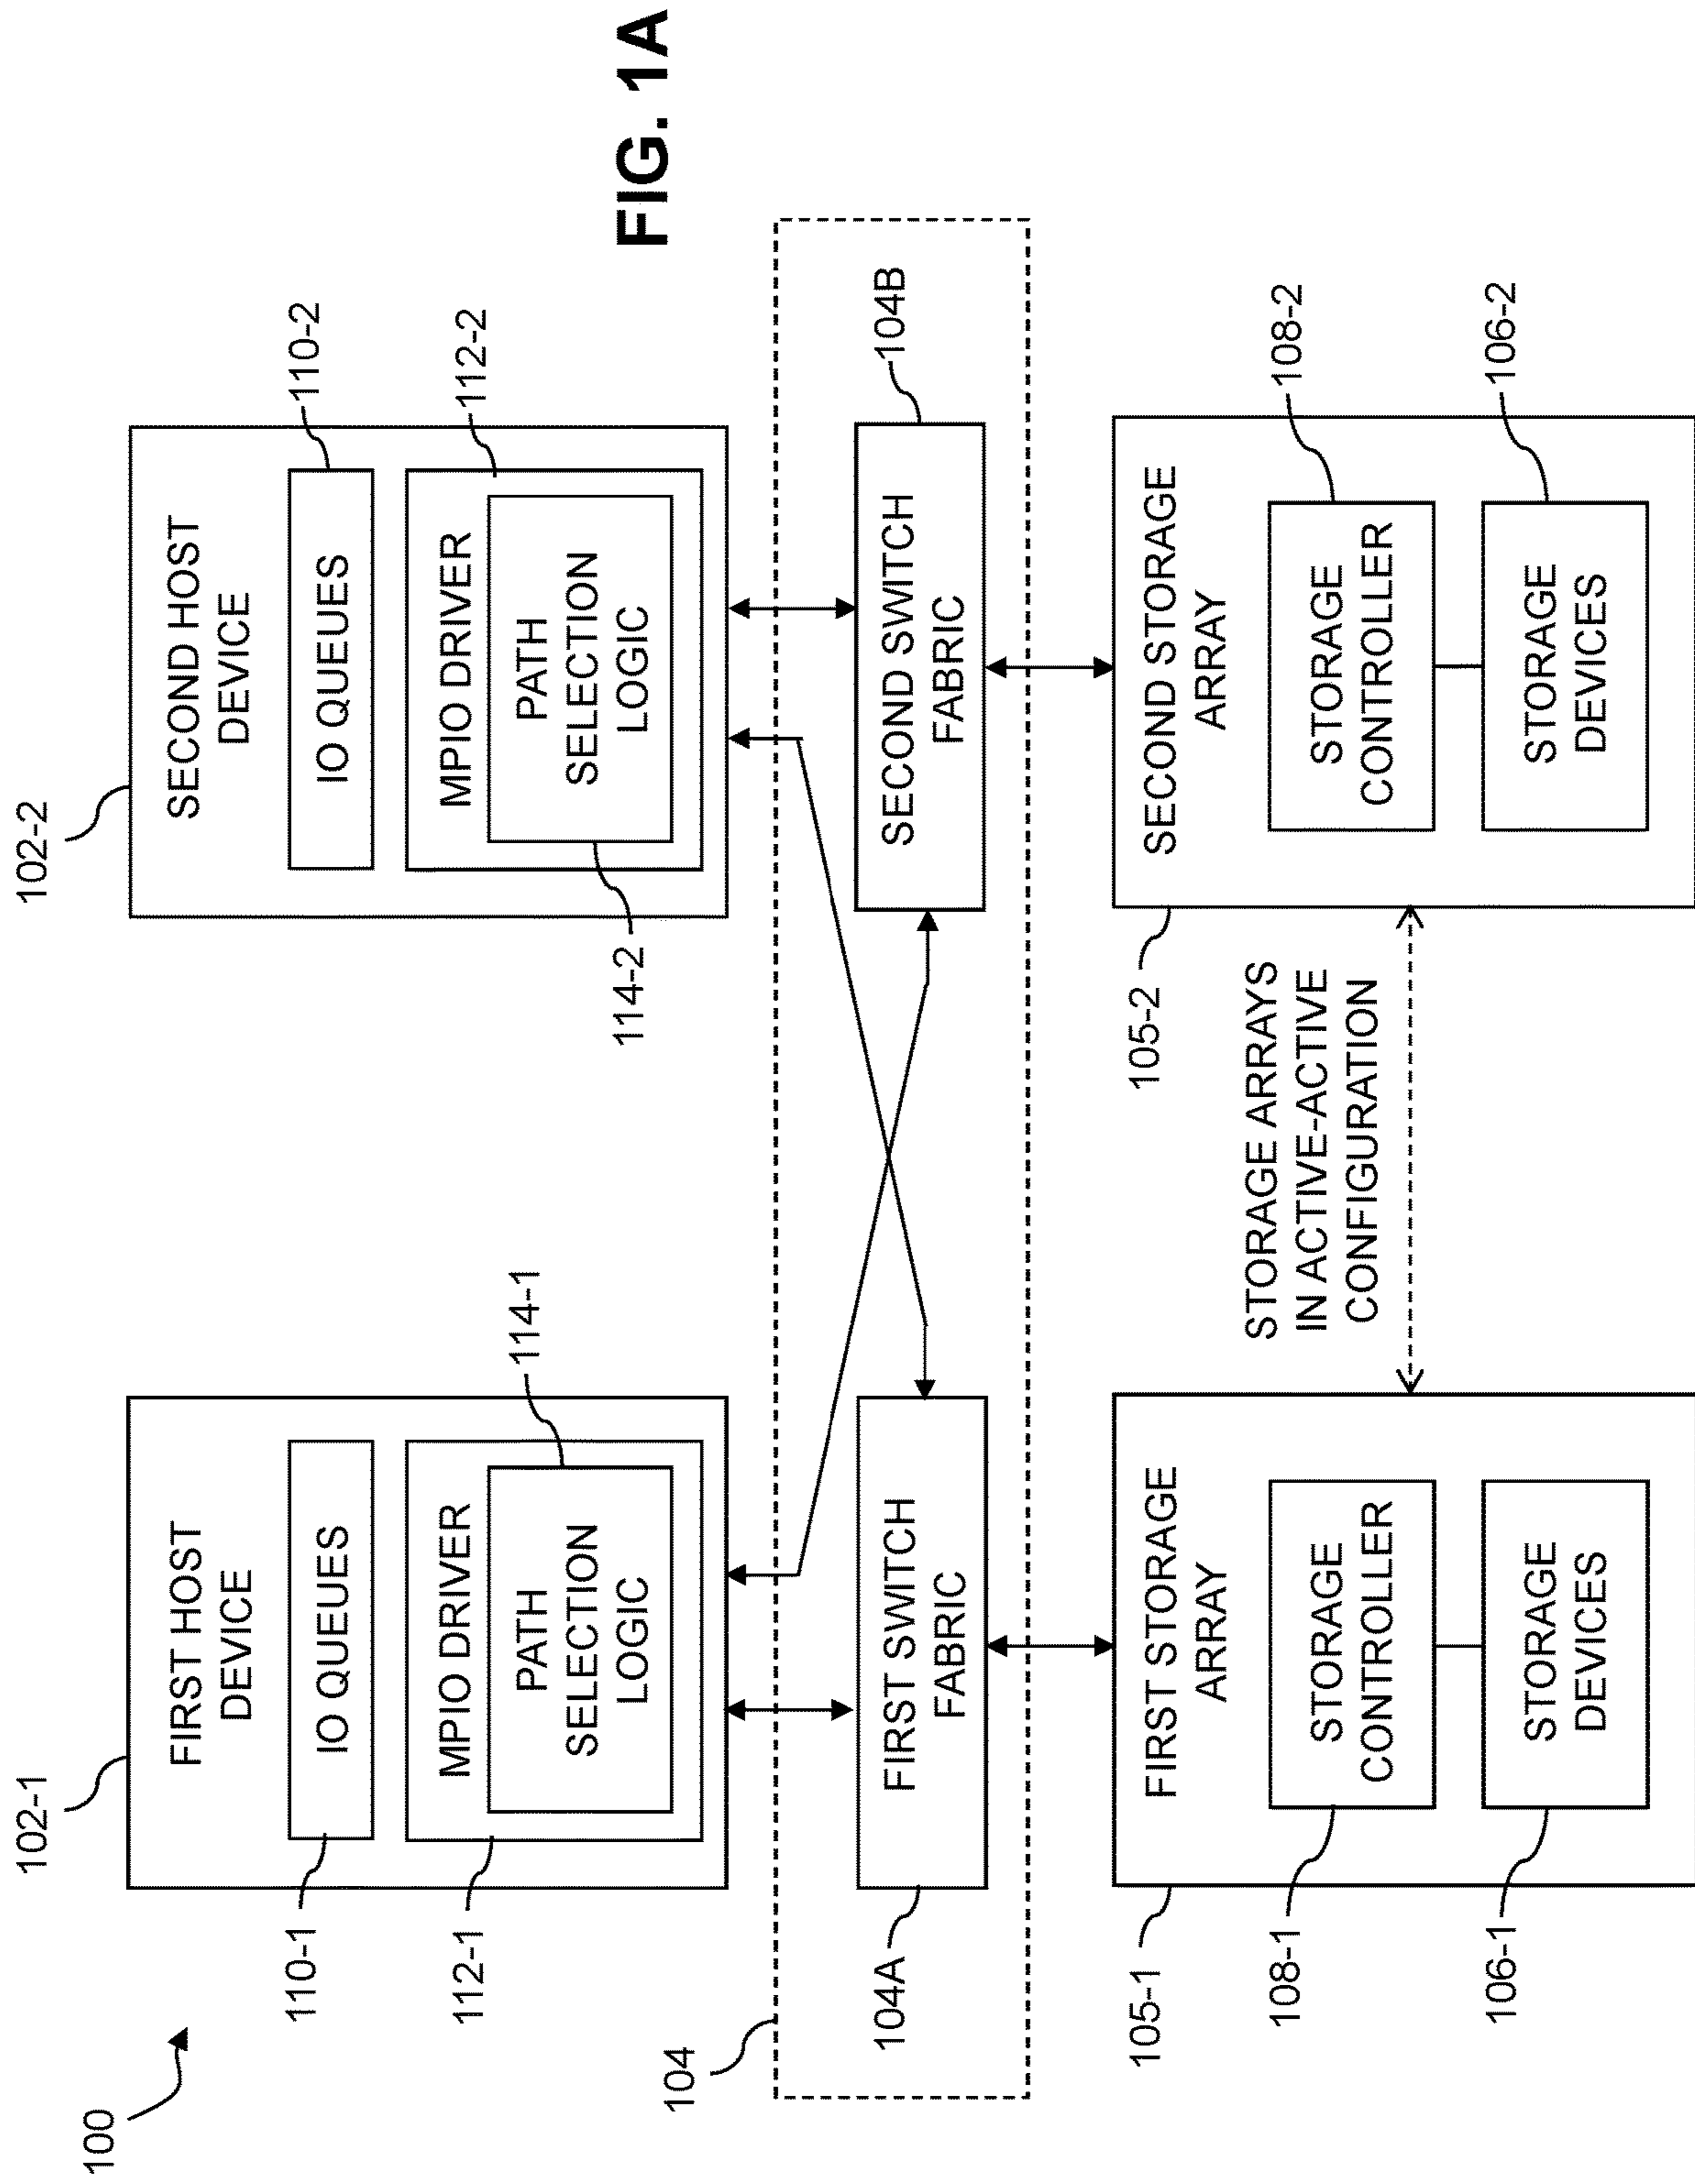 100
102-1
FIRST HOST
DEVICE
110-1
IO QUEUES
112-1
MPIO DRIVER
PATH
SELECTION
LOGIC
114-1
102-2
SECOND HOST
DEVICE
IO QUEUES
110-2
MPIO DRIVER
112-2
PATH
SELECTION
LOGIC
114-2
FIG. 1A
104
104A
FIRST SWITCH
FABRIC
SECOND SWITCH
FABRIC
104B
105-1
FIRST STORAGE
ARRAY
108-1
STORAGE
CONTROLLER
106-1
STORAGE
DEVICES
STORAGE ARRAYS
IN ACTIVE-ACTIVE
CONFIGURATION
105-2
SECOND STORAGE
ARRAY
STORAGE
CONTROLLER
108-2
STORAGE
DEVICES
106-2